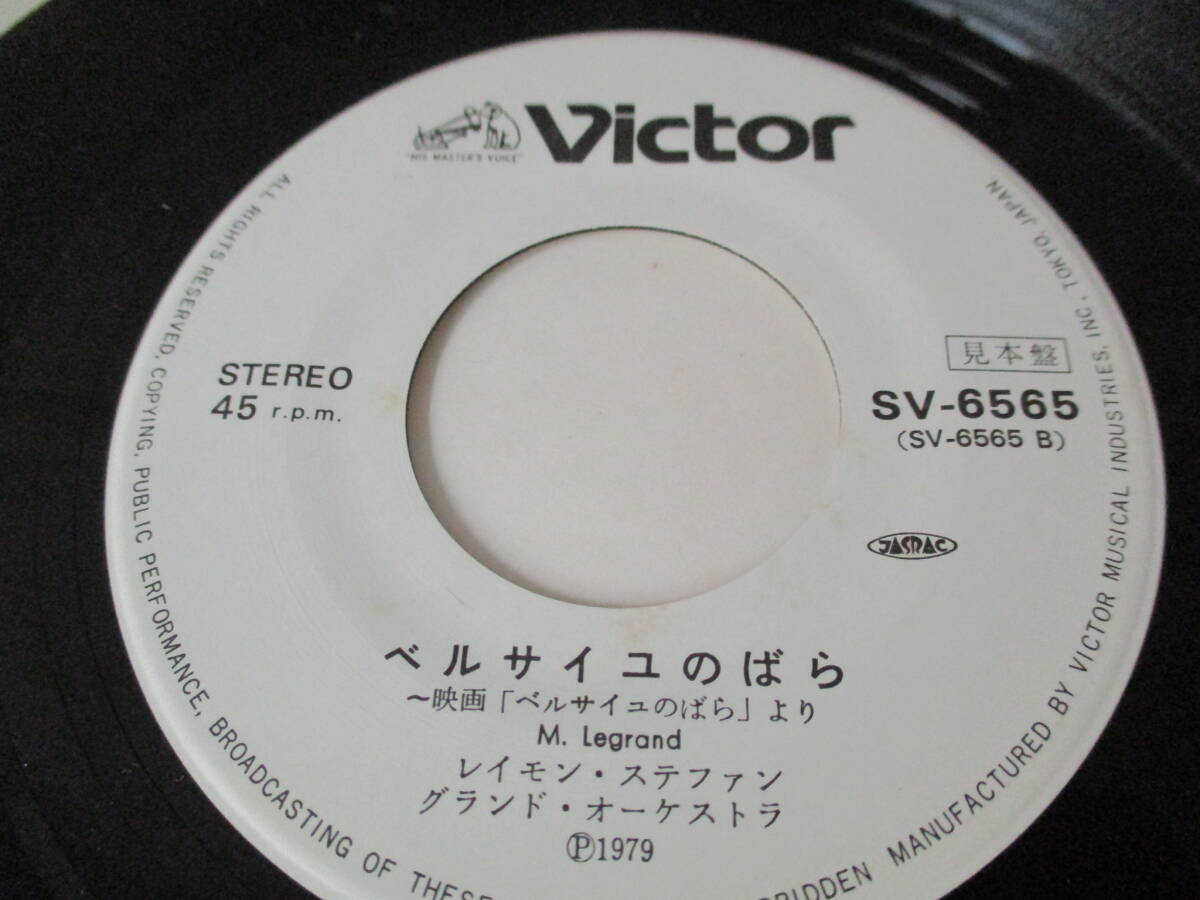 Victor
"HIS MASTER'S VOICE"
STEREO
45 r.p.m.
見本盤
SV-6565
(SV-6565 B)
JASRAC
ベルサイユのばら
〜映画「ベルサイユのばら」より
M. Legrand
レイモン・ステファン
グランド・オーケストラ
Ⓟ1979
ALL RIGHTS RESERVED, COPYING, PUBLIC PERFORMANCE, BROADCASTING OF THESE
MANUFACTURED BY VICTOR MUSICAL INDUSTRIES, INC., TOKYO, JAPAN